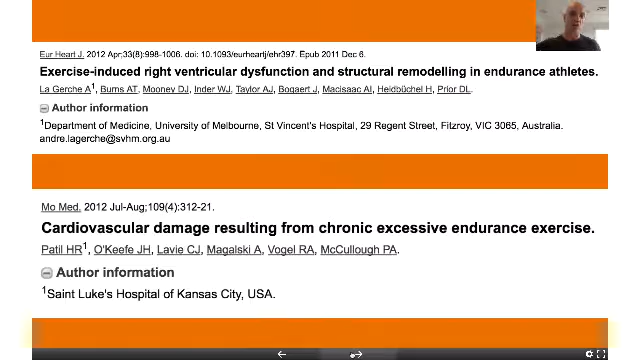 Eur Heart J. 2012 Apr;33(8):998-1006. doi: 10.1093/eurheartj/ehr397. Epub 2011 Dec 6.
Exercise-induced right ventricular dysfunction and structural remodelling in endurance athletes.
La Gerche A1, Burns AT, Mooney DJ, Inder WJ, Taylor AJ, Bogaert J, Macisaac AI, Heidbüchel H, Prior DL.
Author information
1Department of Medicine, University of Melbourne, St Vincent's Hospital, 29 Regent Street, Fitzroy, VIC 3065, Australia.
andre.lagerche@svhm.org.au
Mo Med. 2012 Jul-Aug;109(4):312-21.
Cardiovascular damage resulting from chronic excessive endurance exercise.
Patil HR1, O'Keefe JH, Lavie CJ, Magalski A, Vogel RA, McCullough PA.
Author information
1Saint Luke's Hospital of Kansas City, USA.